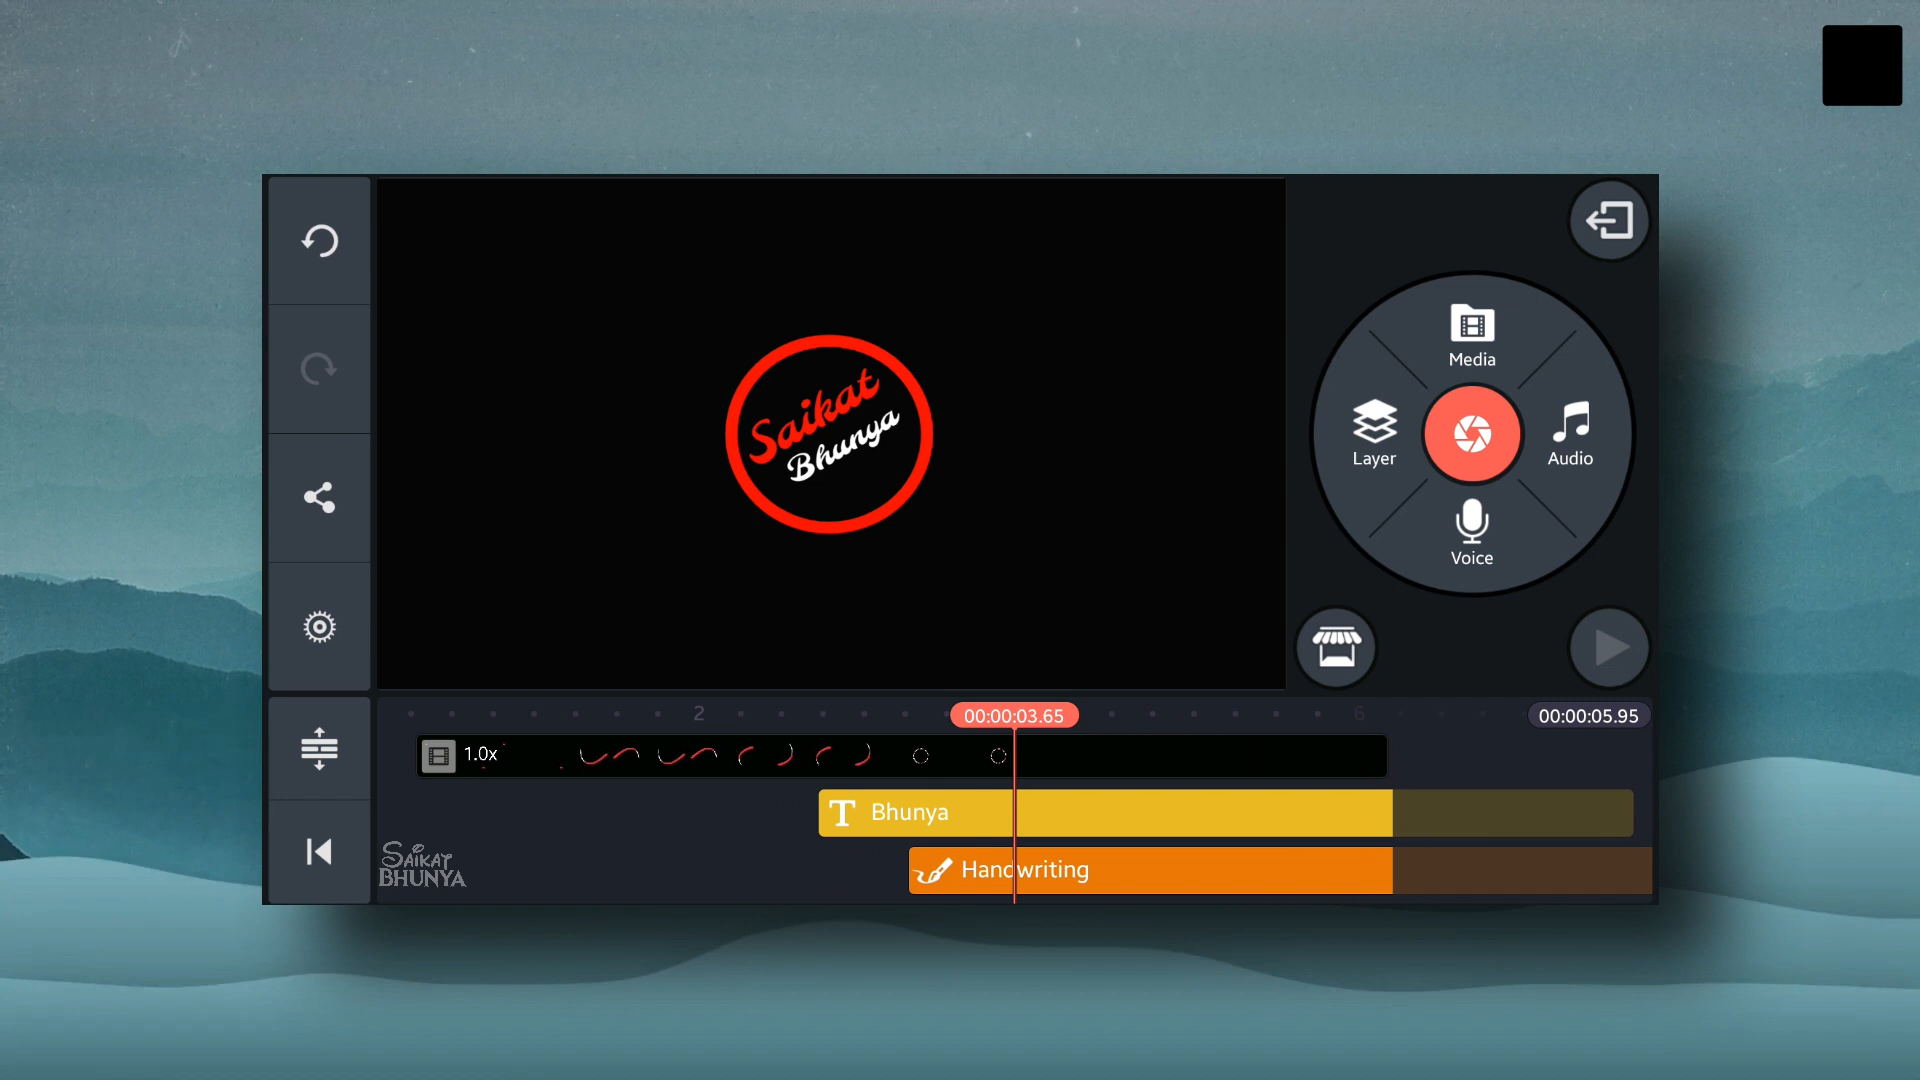 Saikat
Bhunya
Media
Layer
Audio
Voice
2
00:00:03.65
6
00:00:05.95
1.0x
T Bhunya
Handwriting
SAIKAT
BHUNYA